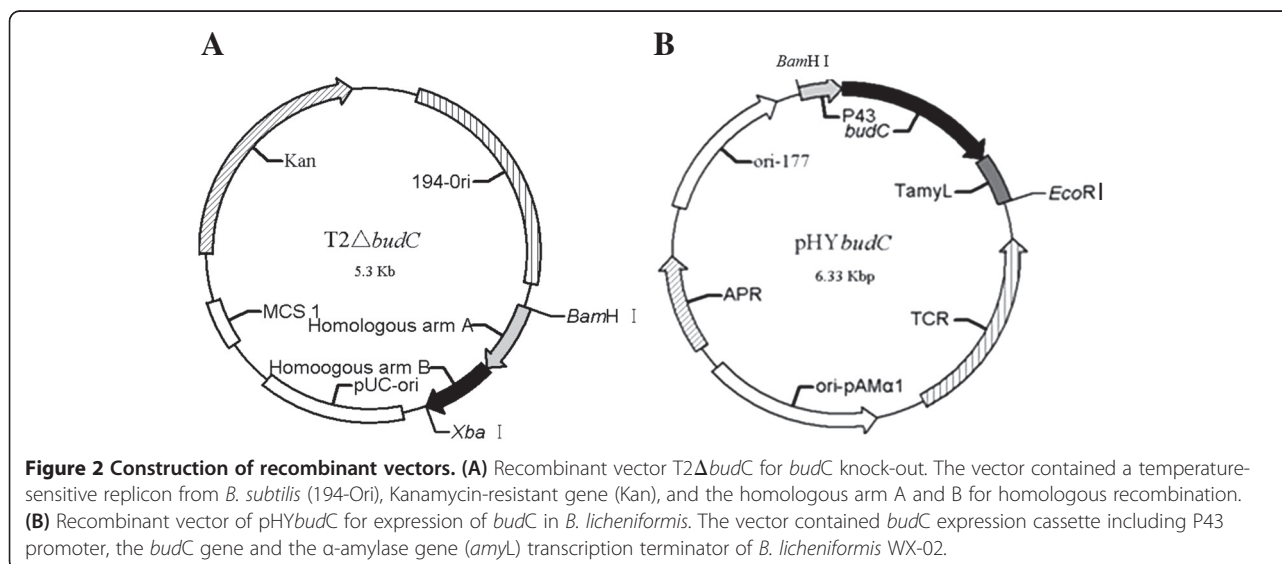 A
Kan
194-Ori
T2△budC
5.3 Kb
MCS 1
Homologous arm A
BamH I
Homoogous arm B
pUC-ori
Xba I
B
BamH I
P43
budC
ori-177
TamyL
EcoRI
pHYbudC
6.33 Kbp
APR
TCR
ori-pAMα1
Figure 2 Construction of recombinant vectors. (A) Recombinant vector T2ΔbudC for budC knock-out. The vector contained a temperature-
sensitive replicon from B. subtilis (194-Ori), Kanamycin-resistant gene (Kan), and the homologous arm A and B for homologous recombination.
(B) Recombinant vector of pHYbudC for expression of budC in B. licheniformis. The vector contained budC expression cassette including P43
promoter, the budC gene and the α-amylase gene (amyL) transcription terminator of B. licheniformis WX-02.